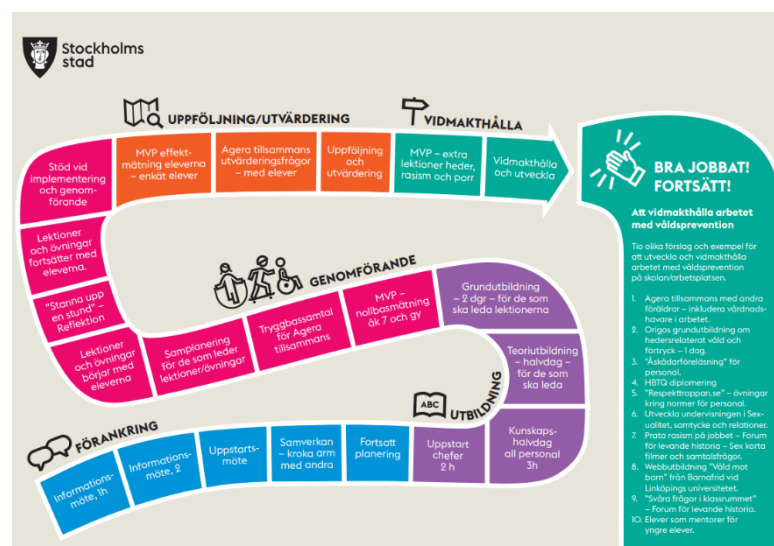 Stockholms
stad
UPPFÖLJNING/UTVÄRDERING
VIDMAKTHÅLLA
Stöd vid
implementering
och genom-
förande
MVP effekt-
mätning eleverna
– enkät elever
Agera tillsammans
utvärderingsfrågor
– med elever
Uppföljning
och
utvärdering
MVP – extra
lektioner heder,
rasism och porr
Vidmakthålla
och utveckla
Lektioner
och övningar
fortsätter med
eleverna.
"Stanna upp
en stund" –
Reflektion
Lektioner
och övningar
börjar med
eleverna
GENOMFÖRANDE
Samplanering
för de som leder
lektioner/övningar
Tryggbassamtal
för Agera
tillsammans
MVP –
nollbasmätning
åk 7 och gy
Grundutbildning
– 2 dgr – för de som
ska leda lektionerna
Teoriutbildning
– halvdag –
för de som
ska leda
Kunskaps-
halvdag
all personal
3h
ABC
UTBILDNING
Uppstart
chefer
2 h
FÖRANKRING
Informations-
möte, 1h
Informations-
möte, 2
Uppstarts-
möte
Samverkan
– kroka arm
med andra
Fortsatt
planering
BRA JOBBAT!
FORTSÄTT!
Att vidmakthålla arbetet
med våldsprevention
Tio olika förslag och exempel för
att utveckla och vidmakthålla
arbetet med våldsprevention
på skolan/arbetsplatsen.
1. Agera tillsammans med andra
föräldrar – inkludera vårdnads-
havare i arbetet.
2. Origos grundutbildning om
hedersrelaterat våld och
förtryck – 1 dag.
3. "Åskådarföreläsning" för
personal.
4. HBTQ diplomering
5. "Respekttrappan.se" – övningar
kring normer för personal.
6. Utveckla undervisningen i Sex-
ualitet, samtycke och relationer.
7. Prata rasism på jobbet – Forum
för levande historia – Sex korta
filmer och samtalsfrågor.
8. Webbutbildning "Våld mot
barn" från Barnafrid vid
Linköpings universitetet.
9. "Svåra frågor i klassrummet"
– Forum för levande historia.
10. Elever som mentorer för
yngre elever.